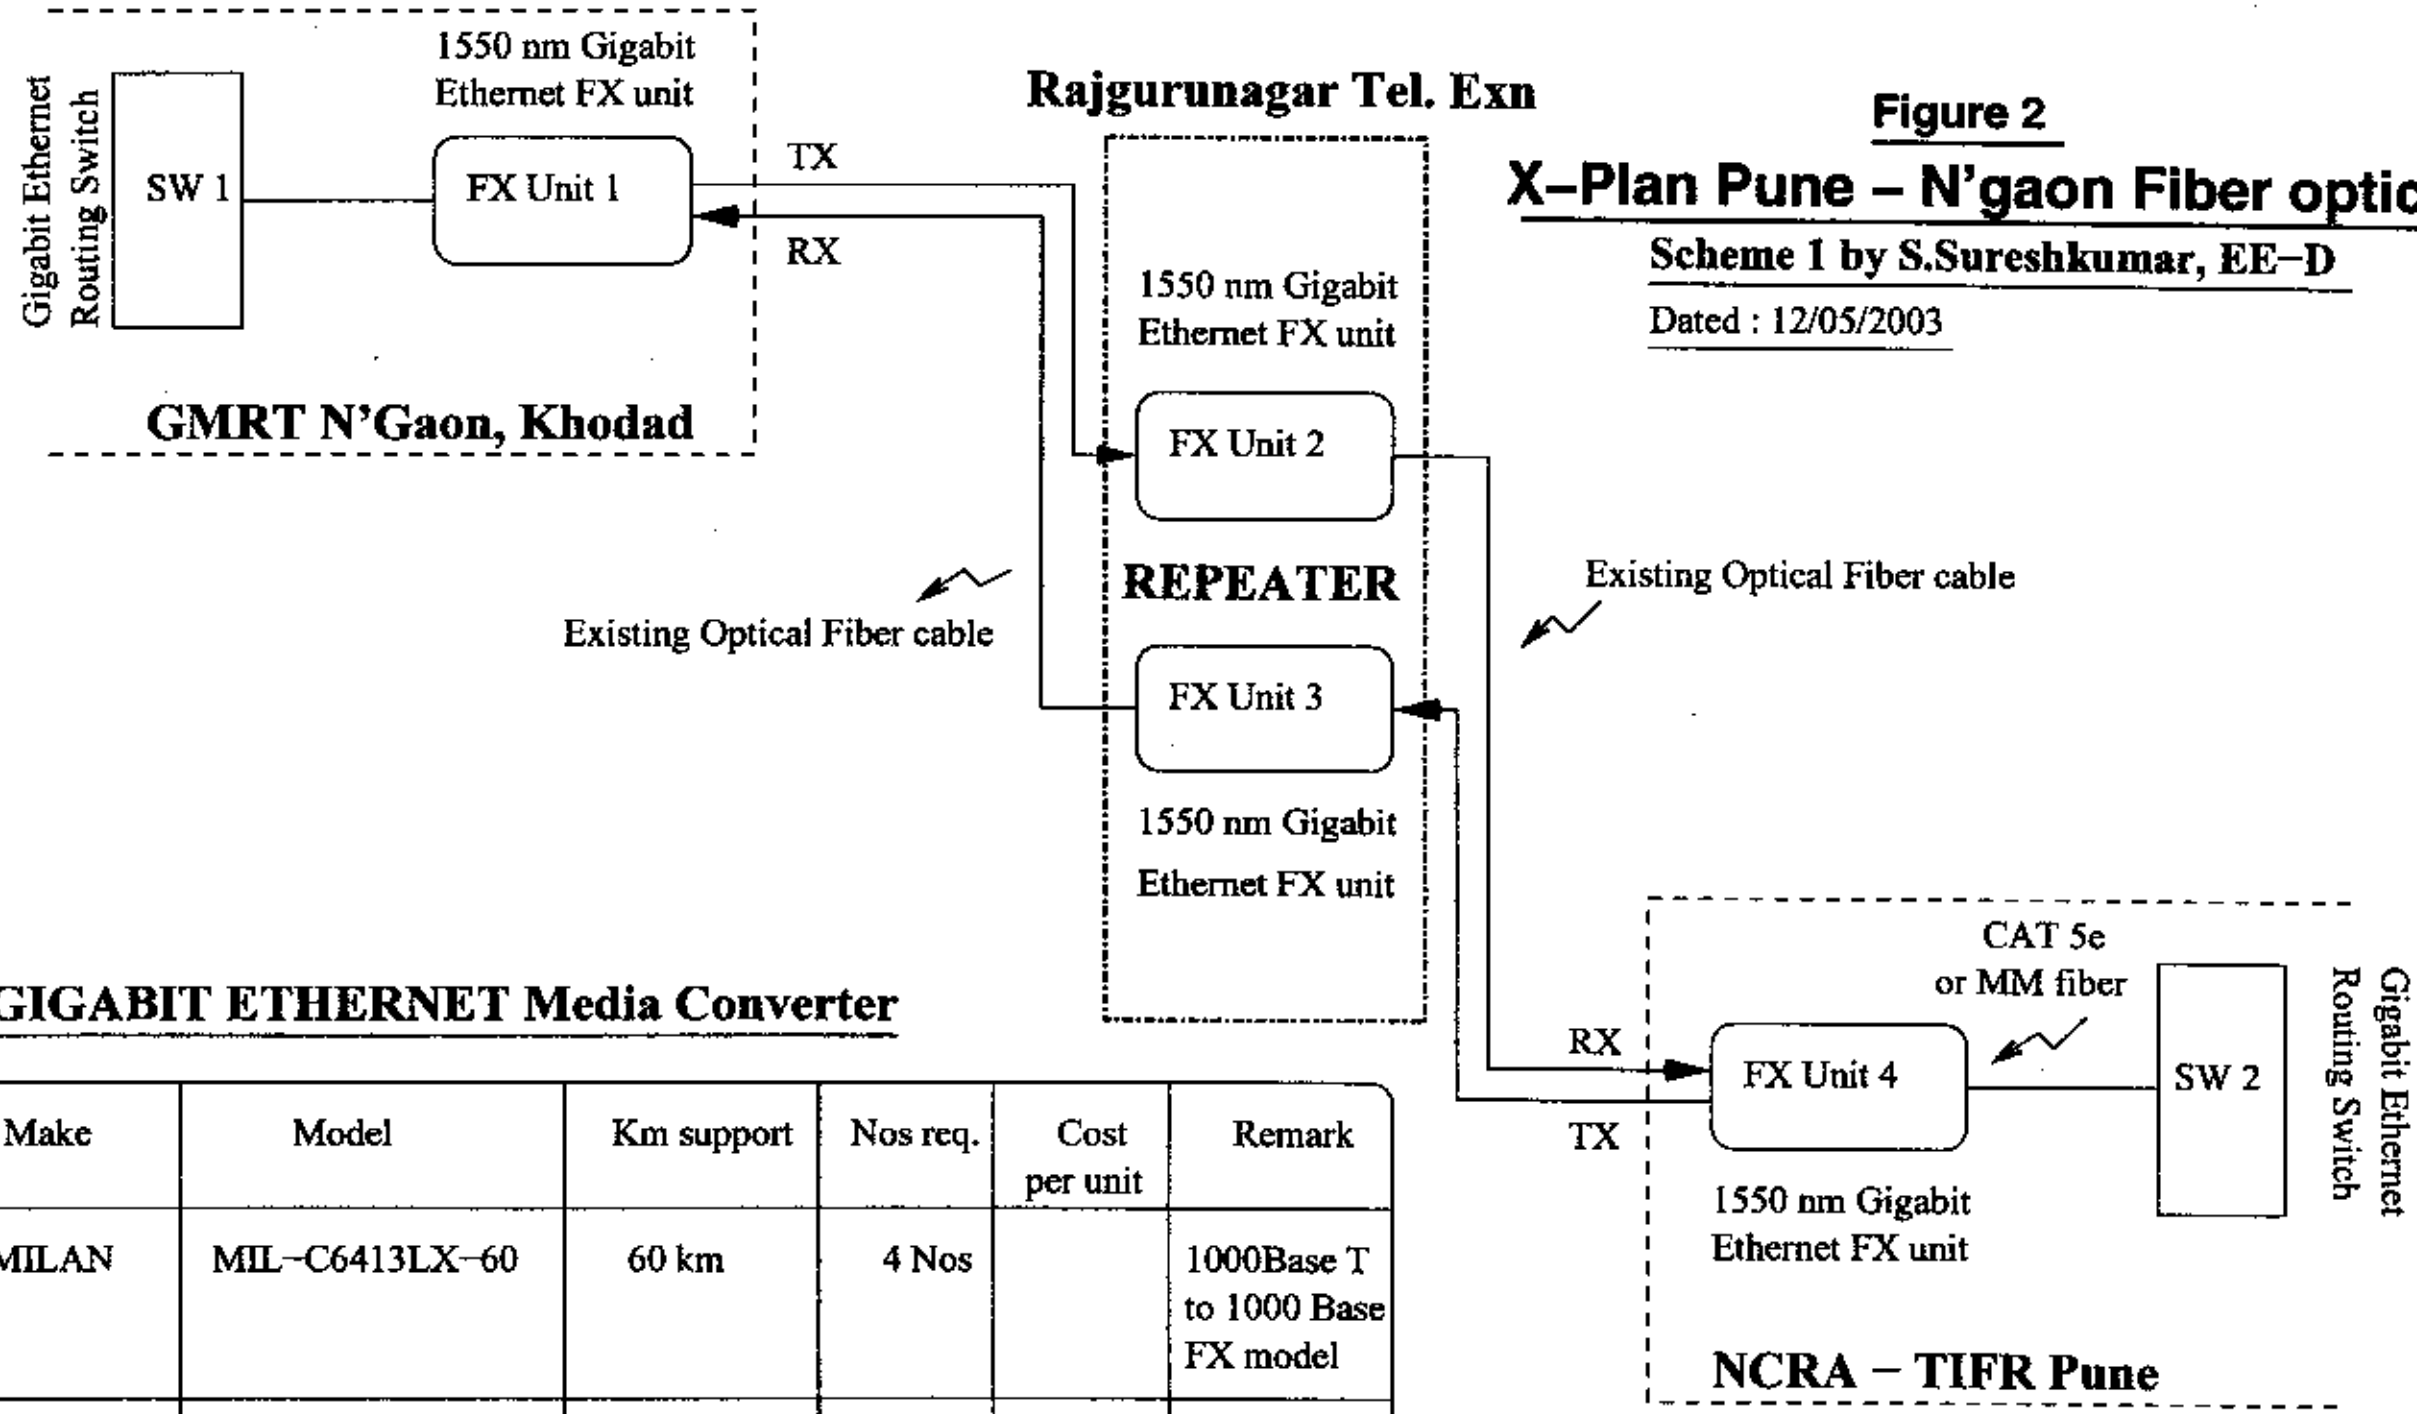 1550 nm Gigabit
Ethernet FX unit
Gigabit Ethernet
Routing Switch
SW 1
FX Unit 1
TX
RX
GMRT N'Gaon, Khodad
Rajgurunagar Tel. Exn
Figure 2
X–Plan Pune – N'gaon Fiber optic
Scheme 1 by S.Sureshkumar, EE–D
Dated : 12/05/2003
1550 nm Gigabit
Ethernet FX unit
FX Unit 2
REPEATER
Existing Optical Fiber cable
Existing Optical Fiber cable
FX Unit 3
1550 nm Gigabit
Ethernet FX unit
CAT 5e
or MM fiber
RX
TX
FX Unit 4
SW 2
Gigabit Ethernet
Routing Switch
1550 nm Gigabit
Ethernet FX unit
NCRA – TIFR Pune
GIGABIT ETHERNET Media Converter
Make Model Km support Nos req. Cost per unit Remark
MILAN MIL–C6413LX–60 60 km 4 Nos 1000Base T
to 1000 Base
FX model